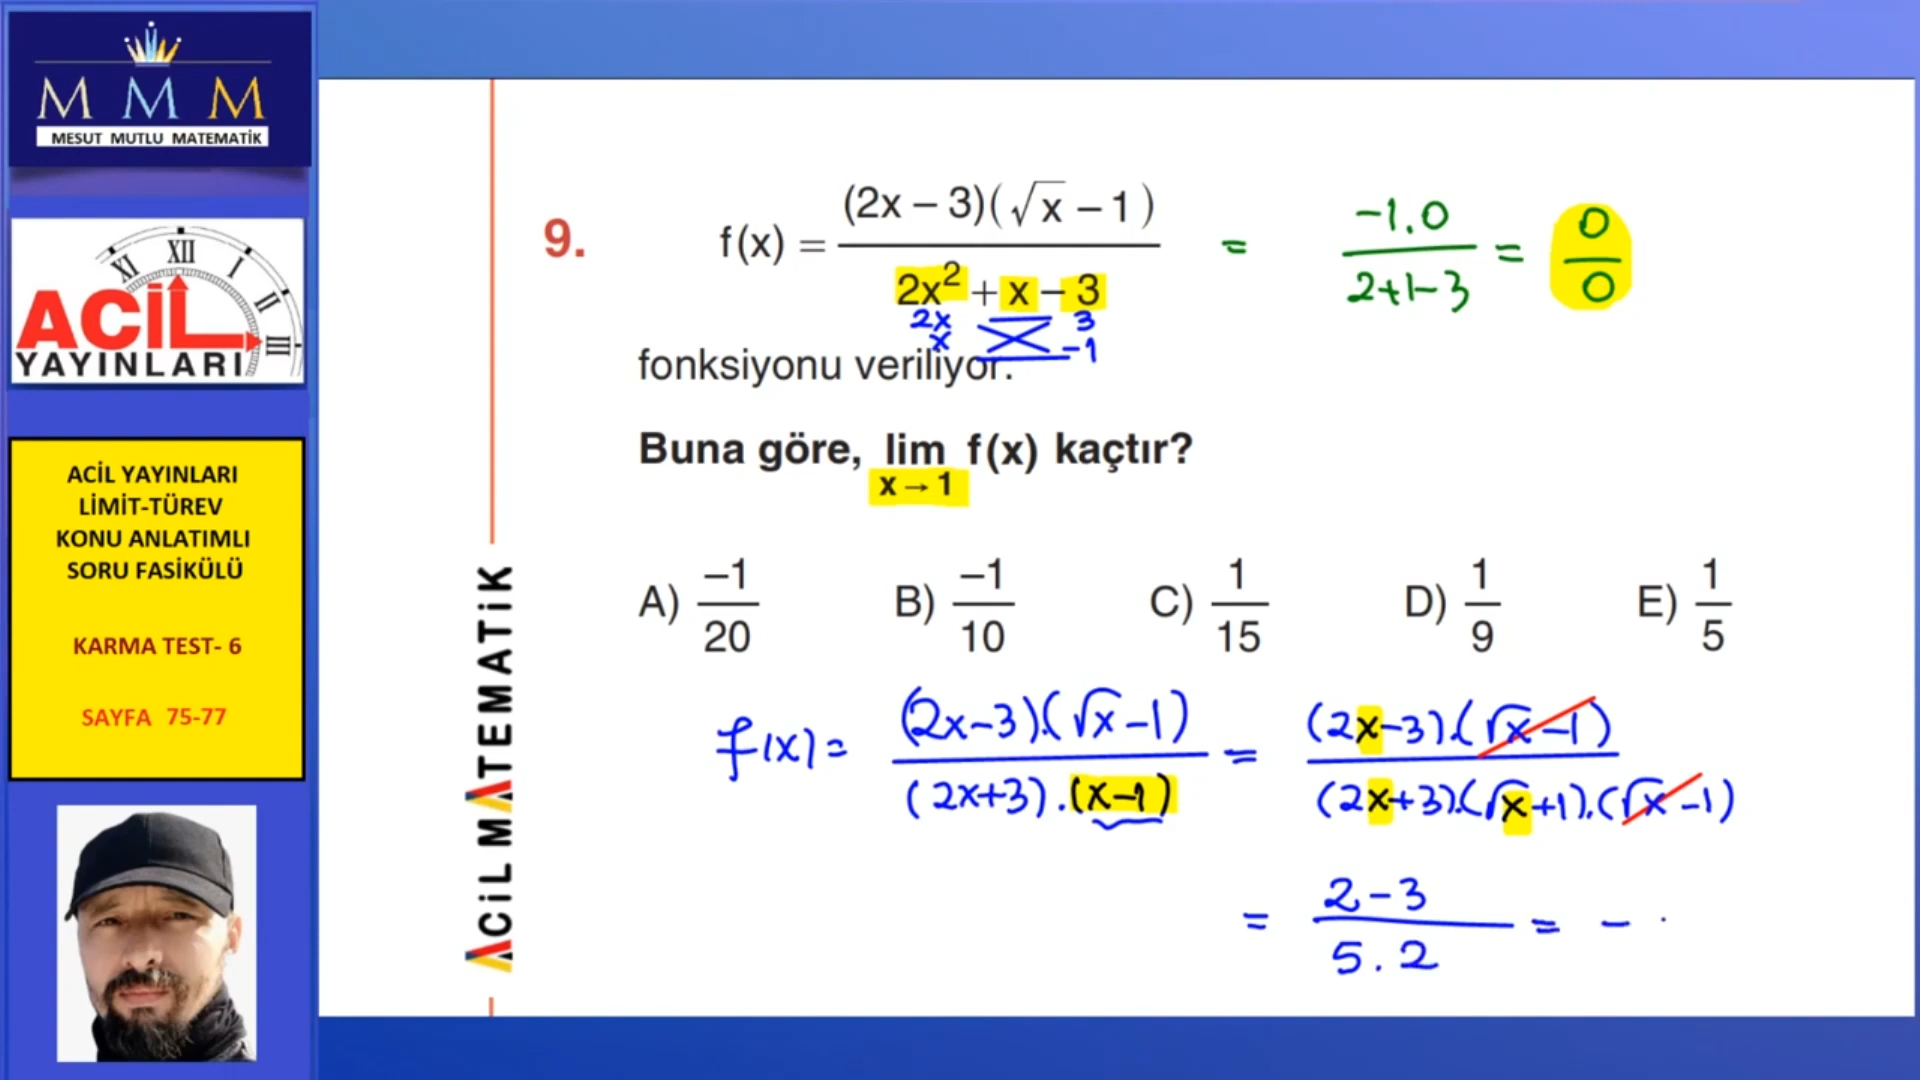 M M M
MESUT MUTLU MATEMATİK
XI XII I II III
ACİL
YAYINLARI
ACİL YAYINLARI
LİMİT-TÜREV
KONU ANLATIMLI
SORU FASİKÜLÜ
KARMA TEST- 6
SAYFA 75-77
ACİL MATEMATİK
9. f(x) = (2x – 3)(√x – 1) / (2x² + x – 3) = -1.0 / (2+1-3) = 0/0
2x 3
x -1
fonksiyonu veriliyor.
Buna göre, lim f(x) kaçtır?
x → 1
A) –1/20 B) –1/10 C) 1/15 D) 1/9 E) 1/5
f(x) = (2x-3).(√x-1) / (2x+3).(x-1) = (2x-3).(√x-1) / (2x+3).(√x+1).(√x-1)
= 2-3 / 5.2 = -